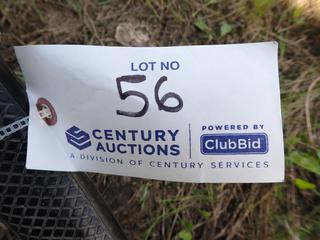 LOT NO
56
CENTURY
AUCTIONS
A DIVISION OF CENTURY SERVICES
POWERED BY
ClubBid